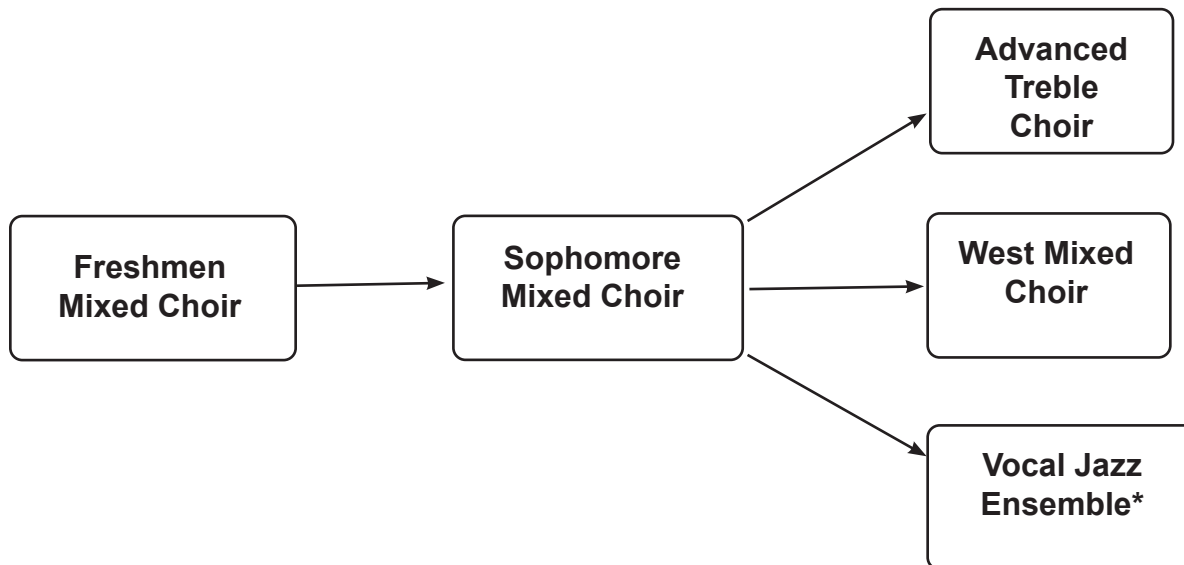 Freshmen
Mixed Choir
Sophomore
Mixed Choir
Advanced
Treble
Choir
West Mixed
Choir
Vocal Jazz
Ensemble*